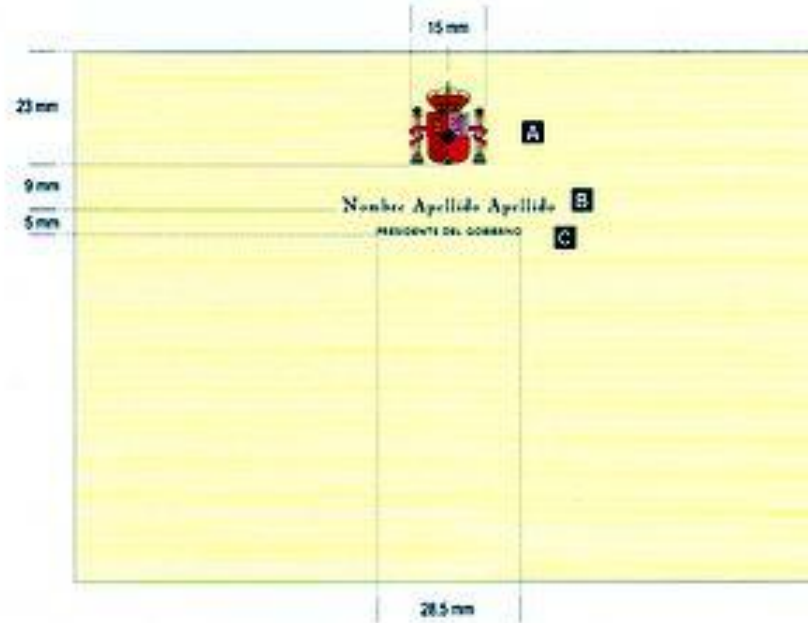 15 mm
23 mm
A
9 mm
Nombre Apellido Apellido
B
5 mm
PRESIDENTE DEL GOBIERNO
C
28.5 mm